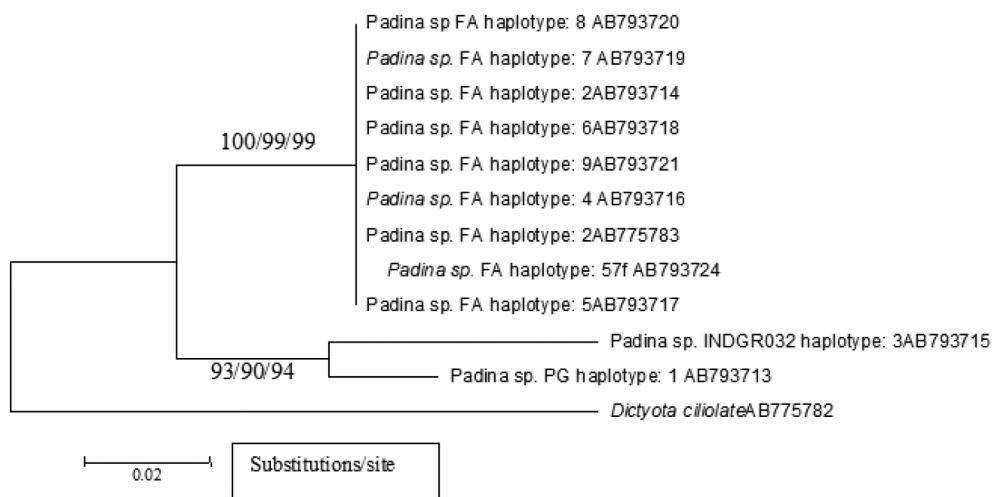 Padina sp FA haplotype: 8 AB793720
Padina sp. FA haplotype: 7 AB793719
Padina sp. FA haplotype: 2AB793714
Padina sp. FA haplotype: 6AB793718
100/99/99
Padina sp. FA haplotype: 9AB793721
Padina sp. FA haplotype: 4 AB793716
Padina sp. FA haplotype: 2AB775783
Padina sp. FA haplotype: 57f AB793724
Padina sp. FA haplotype: 5AB793717
Padina sp. INDGR032 haplotype: 3AB793715
93/90/94
Padina sp. PG haplotype: 1 AB793713
Dictyota ciliolateAB775782
0.02
Substitutions/site